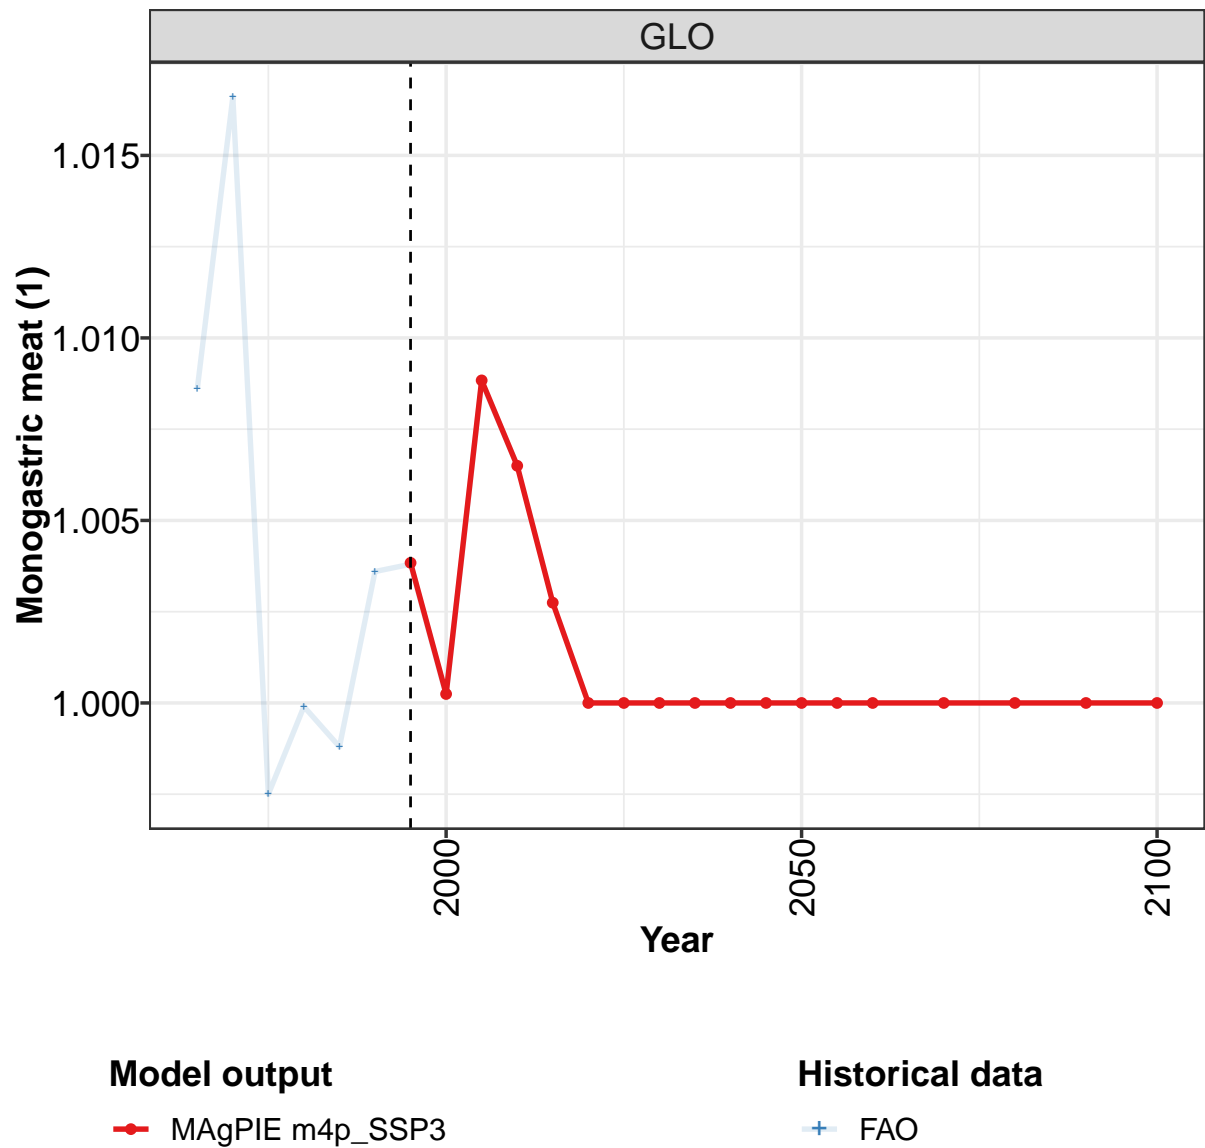 GLO
Monogastric meat (1)
1.015
1.010
1.005
1.000
2000
2050
2100
Year
Model output
MAgPIE m4p_SSP3
Historical data
FAO